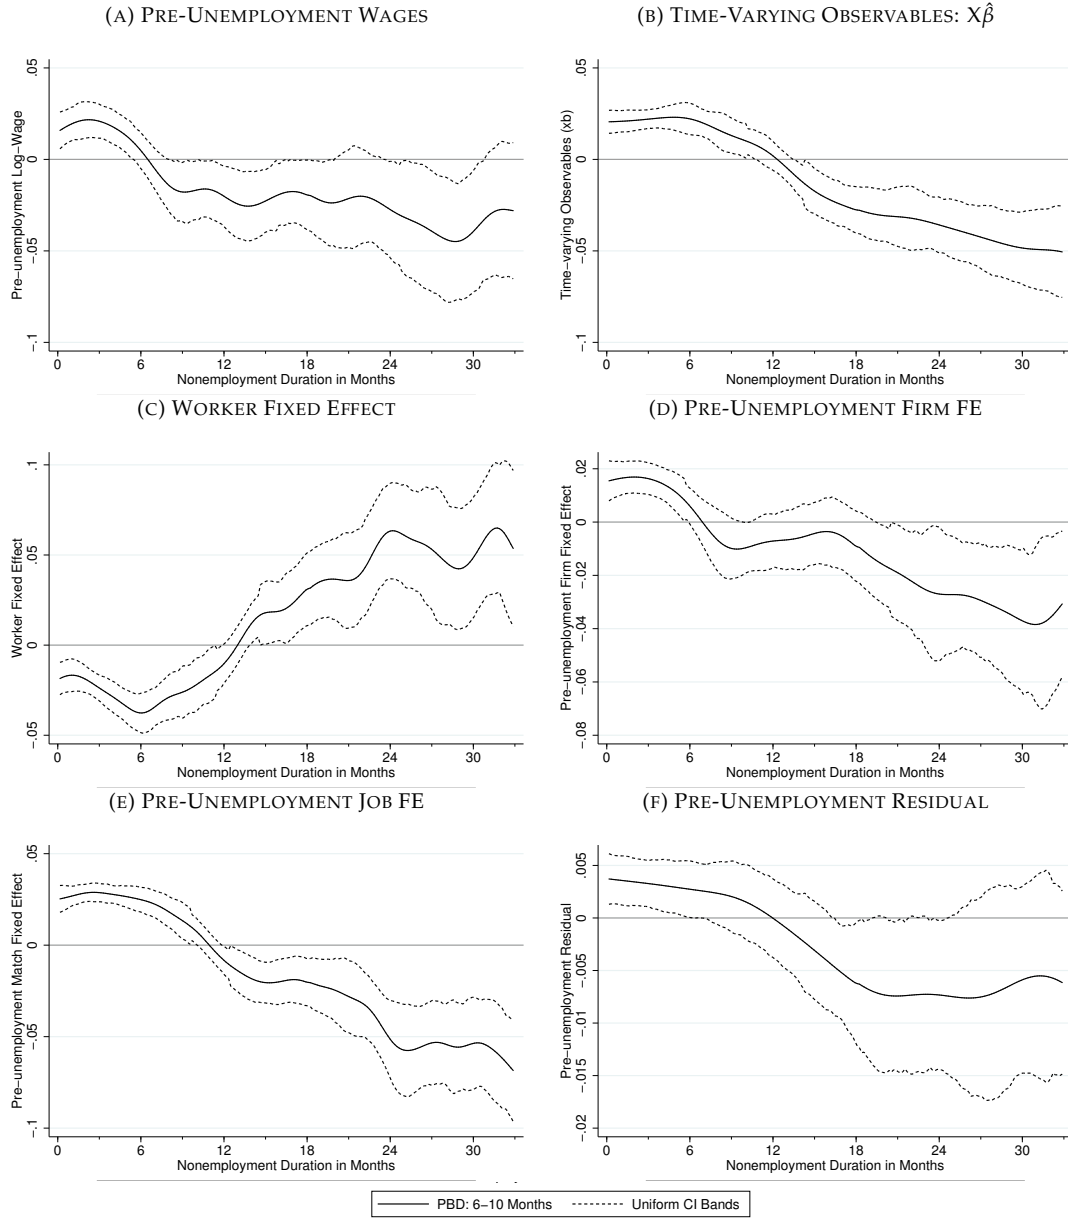 (A) PRE-UNEMPLOYMENT WAGES
Pre−unemployment Log−Wage
.05
0
−.05
−.1
0 6 12 18 24 30
Nonemployment Duration in Months
(B) TIME-VARYING OBSERVABLES: Xβ̂
Time−varying Observables (xb)
.05
0
−.05
−.1
0 6 12 18 24 30
Nonemployment Duration in Months
(C) WORKER FIXED EFFECT
Worker Fixed Effect
.1
.05
0
−.05
0 6 12 18 24 30
Nonemployment Duration in Months
(D) PRE-UNEMPLOYMENT FIRM FE
Pre−unemployment Firm Fixed Effect
.02
0
−.02
−.04
−.06
−.08
0 6 12 18 24 30
Nonemployment Duration in Months
(E) PRE-UNEMPLOYMENT JOB FE
Pre−unemployment Match Fixed Effect
.05
0
−.05
−.1
0 6 12 18 24 30
Nonemployment Duration in Months
(F) PRE-UNEMPLOYMENT RESIDUAL
Pre−unemployment Residual
.005
0
−.005
−.01
−.015
−.02
0 6 12 18 24 30
Nonemployment Duration in Months
PBD: 6−10 Months Uniform CI Bands